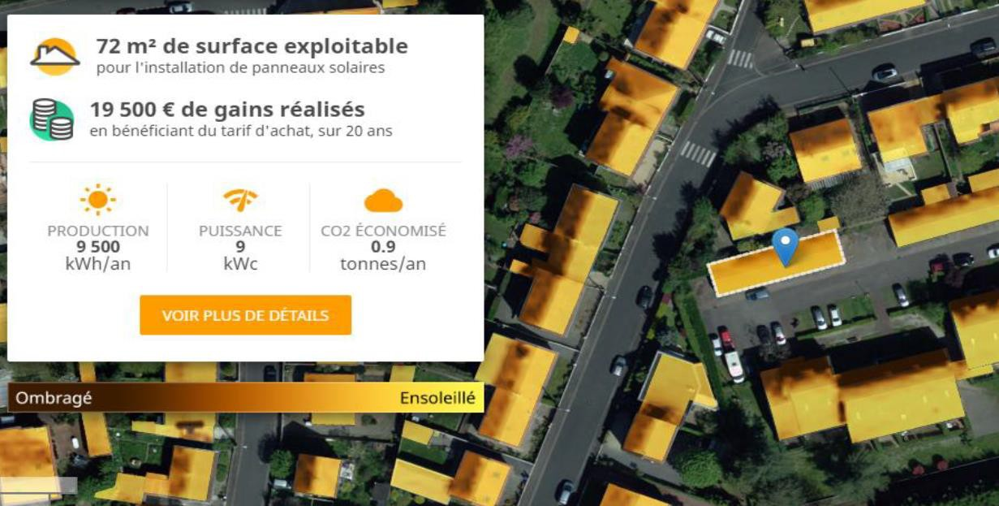 72 m² de surface exploitable
pour l'installation de panneaux solaires
19 500 € de gains réalisés
en bénéficiant du tarif d'achat, sur 20 ans
PRODUCTION
9 500
kWh/an
PUISSANCE
9
kWc
CO2 ÉCONOMISÉ
0.9
tonnes/an
VOIR PLUS DE DÉTAILS
Ombragé
Ensoleillé